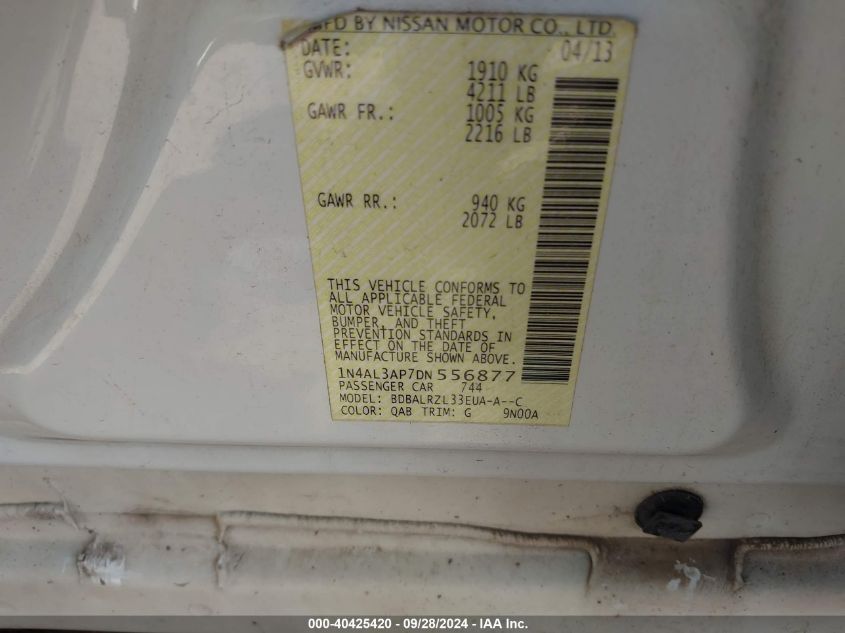 MFD BY NISSAN MOTOR CO., LTD.
DATE: 04/13
GVWR: 1910 KG
4211 LB
GAWR FR.: 1005 KG
2216 LB
GAWR RR.: 940 KG
2072 LB
THIS VEHICLE CONFORMS TO
ALL APPLICABLE FEDERAL
MOTOR VEHICLE SAFETY,
BUMPER, AND THEFT
PREVENTION STANDARDS IN
EFFECT ON THE DATE OF
MANUFACTURE SHOWN ABOVE.
1N4AL3AP7DN 556877
PASSENGER CAR 744
MODEL: BDBALRZL33EUA-A--C
COLOR: QAB TRIM: G 9N00A
000-40425420 - 09/28/2024 - IAA Inc.